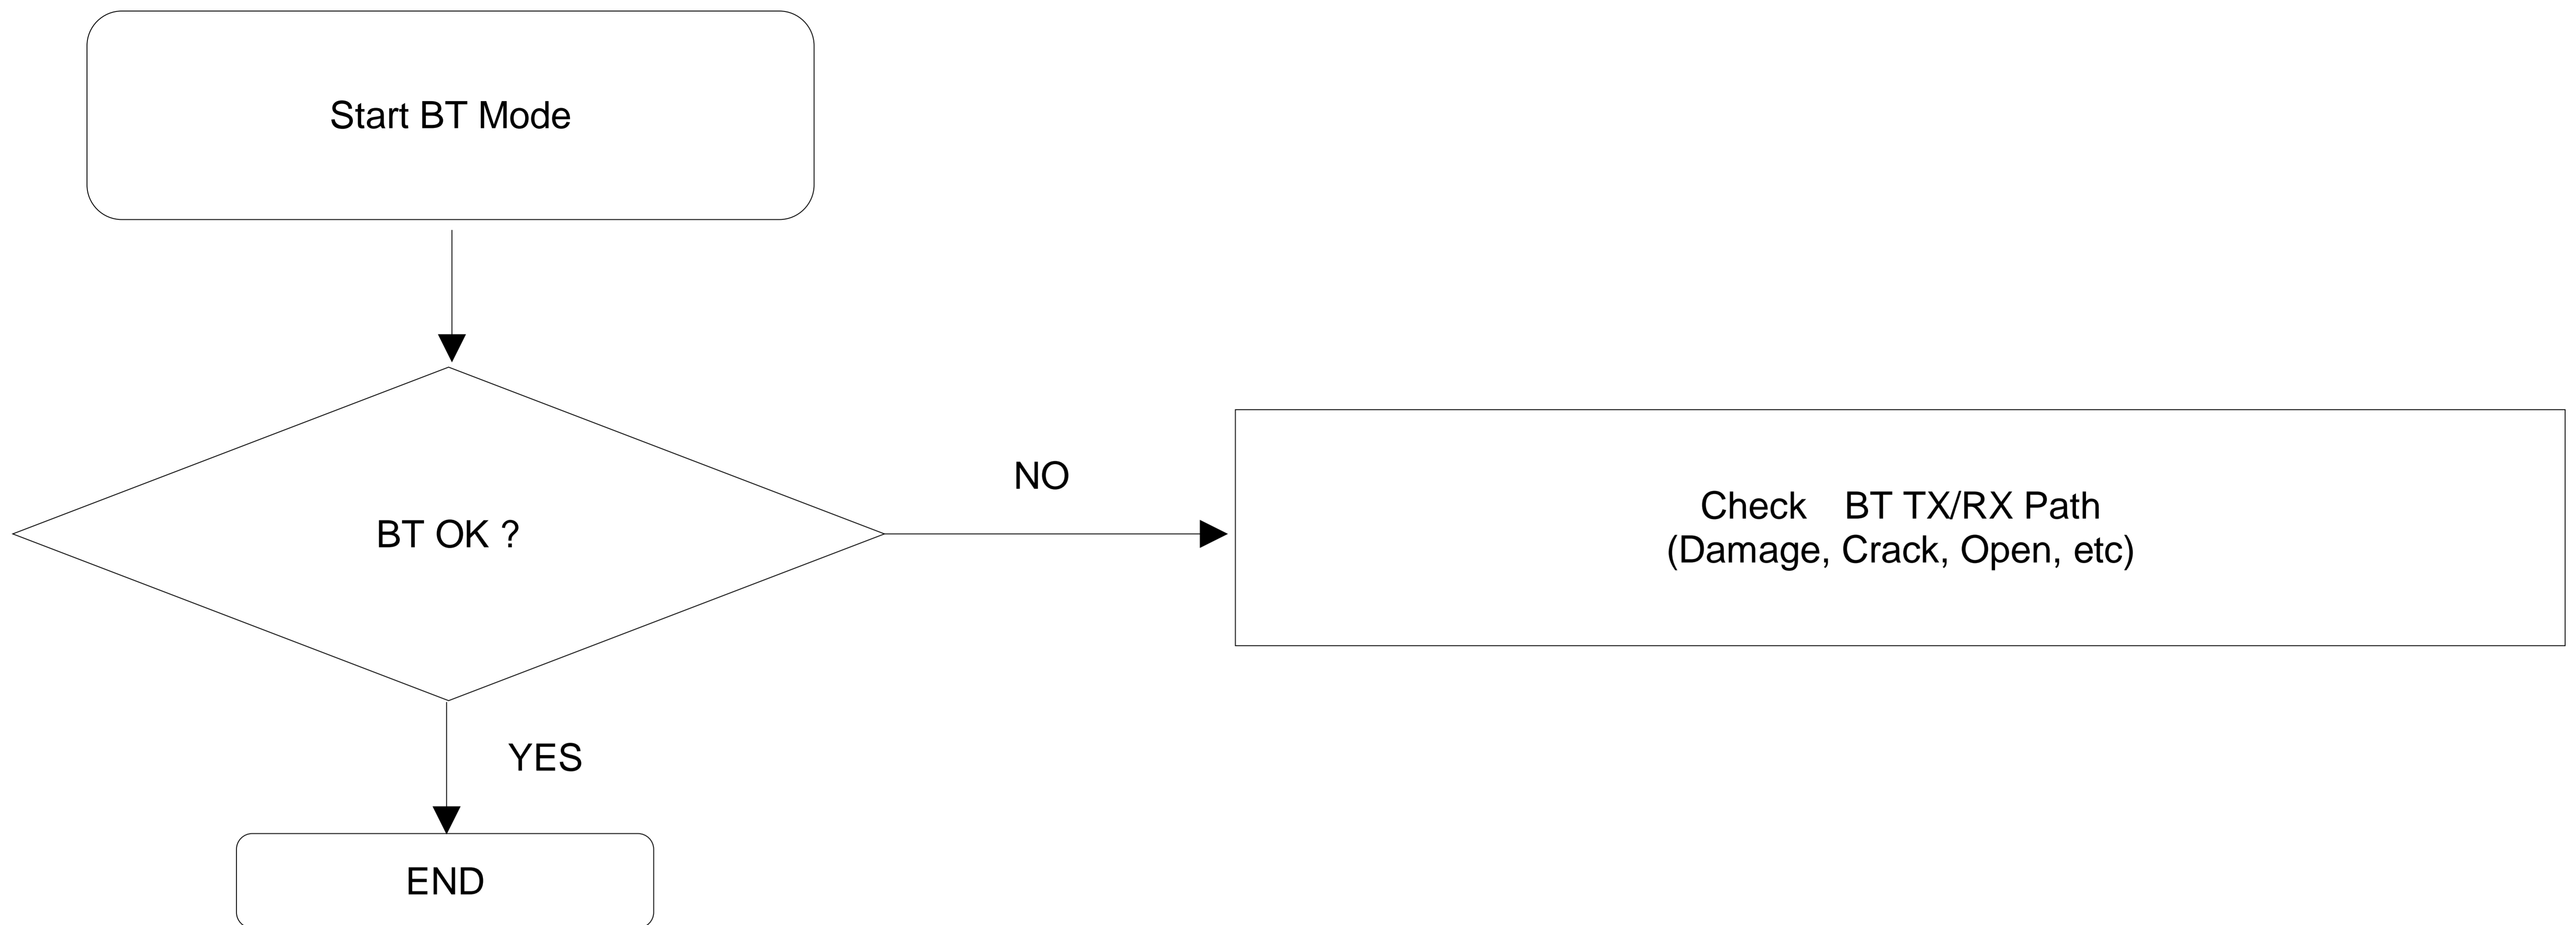 Start BT Mode
BT OK ?
NO
Check BT TX/RX Path
(Damage, Crack, Open, etc)
YES
END